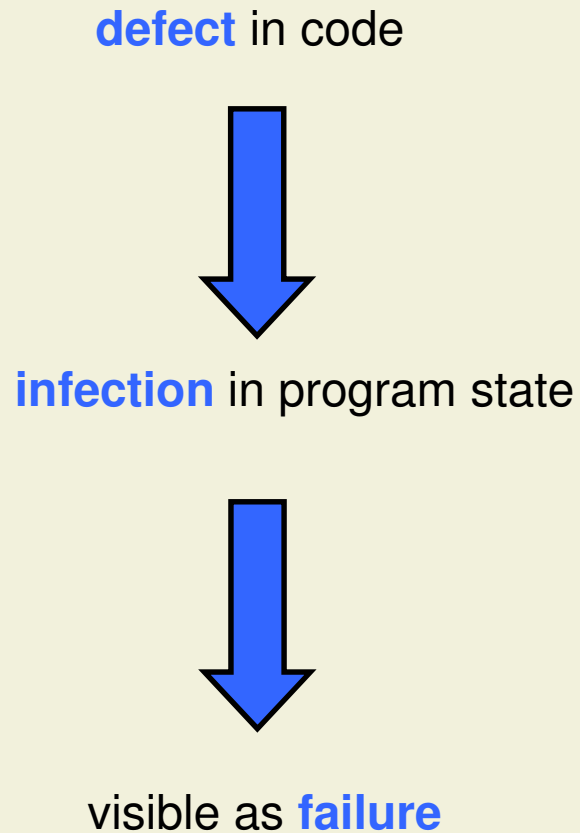 defect in code
infection in program state
visible as failure